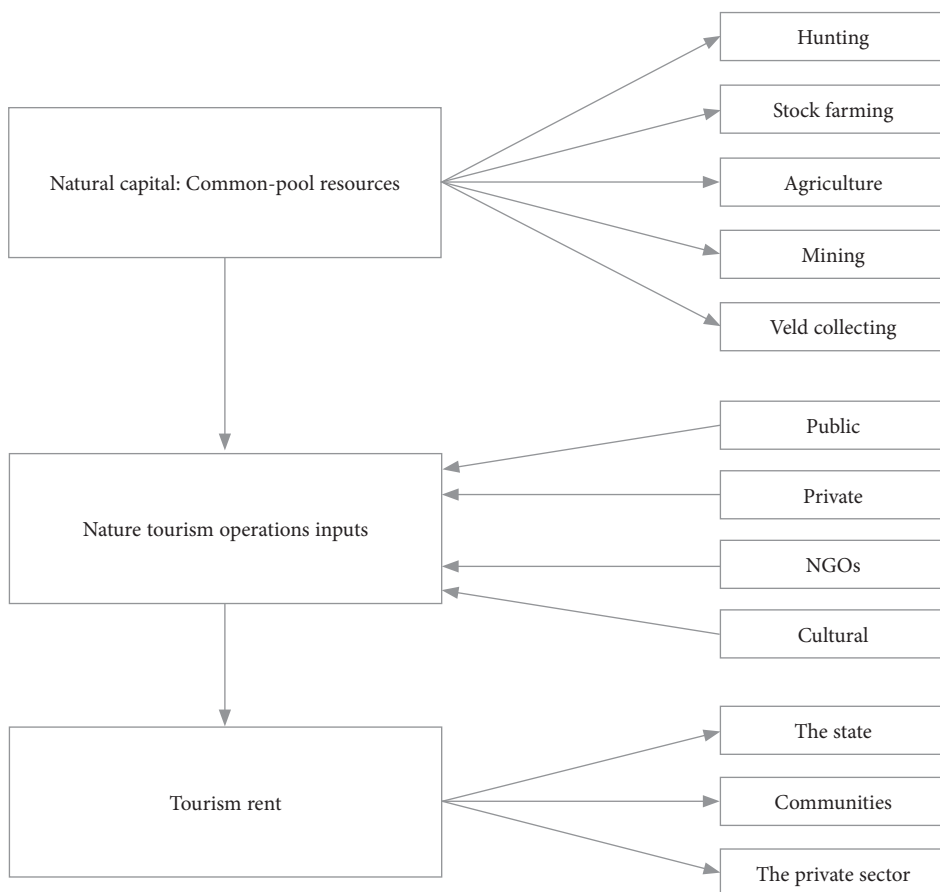 Hunting
Stock farming
Natural capital: Common-pool resources
Agriculture
Mining
Veld collecting
Public
Private
Nature tourism operations inputs
NGOs
Cultural
The state
Tourism rent
Communities
The private sector